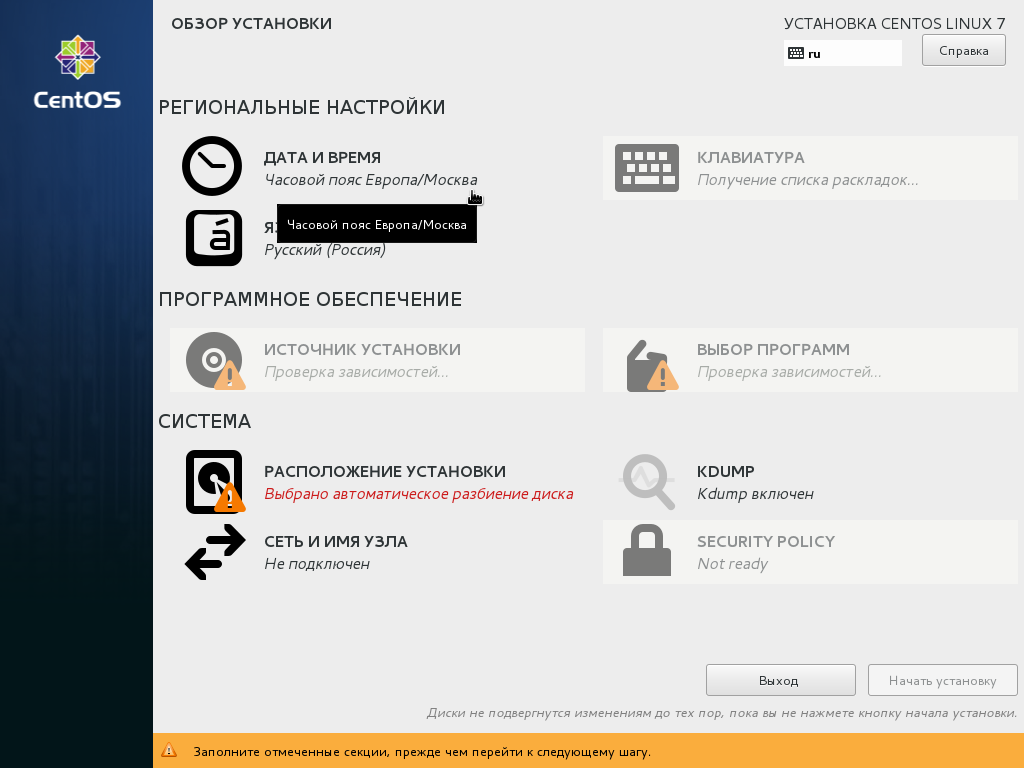 CentOS
ОБЗОР УСТАНОВКИ
УСТАНОВКА CENTOS LINUX 7
ru
Справка
РЕГИОНАЛЬНЫЕ НАСТРОЙКИ
ДАТА И ВРЕМЯ
Часовой пояс Европа/Москва
КЛАВИАТУРА
Получение списка раскладок...
Часовой пояс Европа/Москва
Русский (Россия)
ПРОГРАММНОЕ ОБЕСПЕЧЕНИЕ
ИСТОЧНИК УСТАНОВКИ
Проверка зависимостей...
ВЫБОР ПРОГРАММ
Проверка зависимостей...
СИСТЕМА
РАСПОЛОЖЕНИЕ УСТАНОВКИ
Выбрано автоматическое разбиение диска
KDUMP
Kdump включен
СЕТЬ И ИМЯ УЗЛА
Не подключен
SECURITY POLICY
Not ready
Выход
Начать установку
Диски не подвергнутся изменениям до тех пор, пока вы не нажмете кнопку начала установки.
Заполните отмеченные секции, прежде чем перейти к следующему шагу.